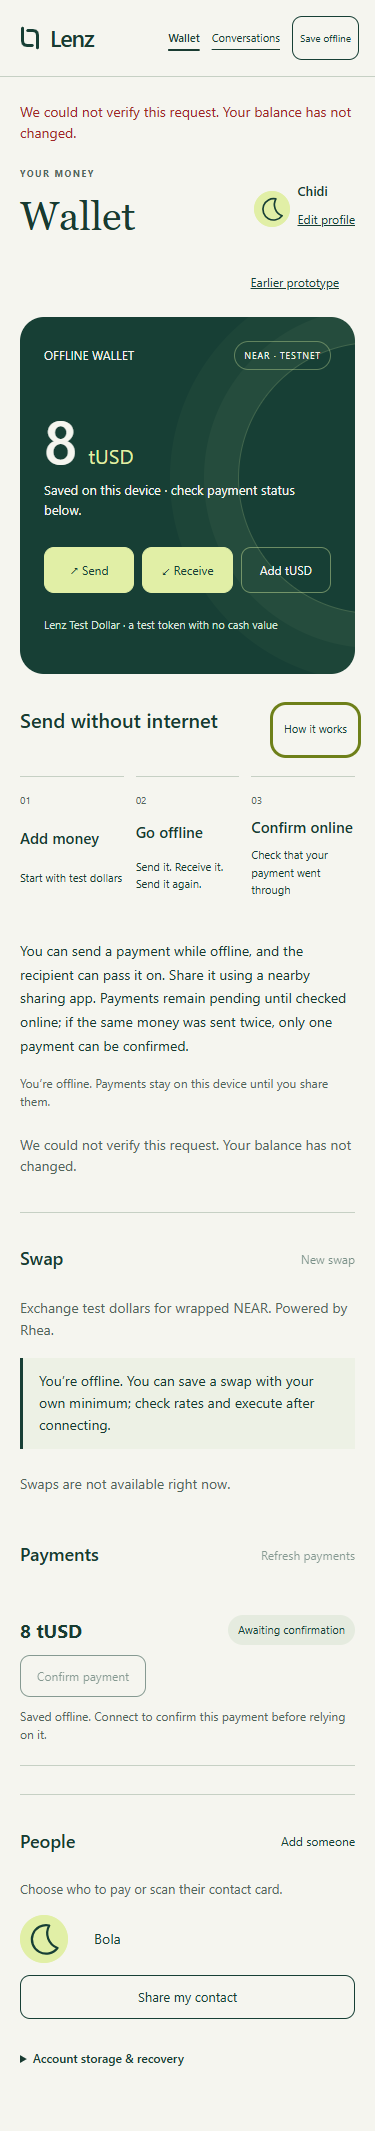 Lenz
Wallet
Conversations
Save offline
We could not verify this request. Your balance has not
changed.
YOUR MONEY
Wallet
Chidi
Edit profile
Earlier prototype
OFFLINE WALLET
NEAR · TESTNET
8 tUSD
Saved on this device · check payment status
below.
↗ Send
↙ Receive
Add tUSD
Lenz Test Dollar · a test token with no cash value
Send without internet
How it works
01
Add money
Start with test dollars
02
Go offline
Send it. Receive it.
Send it again.
03
Confirm online
Check that your
payment went
through
You can send a payment while offline, and the
recipient can pass it on. Share it using a nearby
sharing app. Payments remain pending until checked
online; if the same money was sent twice, only one
payment can be confirmed.
You’re offline. Payments stay on this device until you share
them.
We could not verify this request. Your balance has not
changed.
Swap
New swap
Exchange test dollars for wrapped NEAR. Powered by
Rhea.
You’re offline. You can save a swap with your
own minimum; check rates and execute after
connecting.
Swaps are not available right now.
Payments
Refresh payments
8 tUSD
Awaiting confirmation
Confirm payment
Saved offline. Connect to confirm this payment before relying
on it.
People
Add someone
Choose who to pay or scan their contact card.
Bola
Share my contact
Account storage & recovery